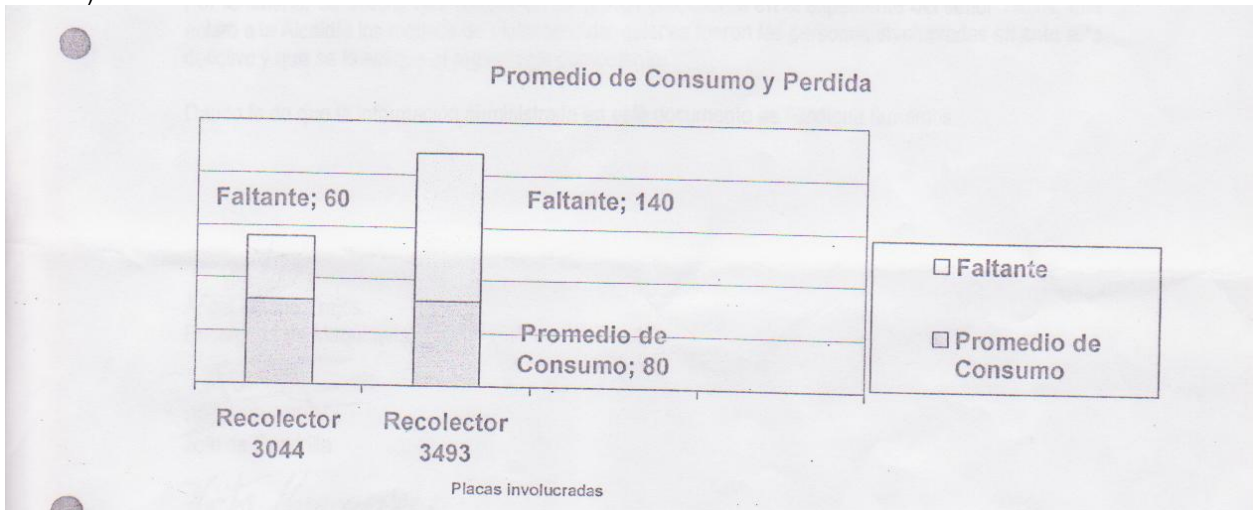 Promedio de Consumo y Perdida
Faltante; 60
Faltante; 140
Promedio de
Consumo; 80
Faltante
Promedio de
Consumo
Recolector
3044
Recolector
3493
Placas involucradas